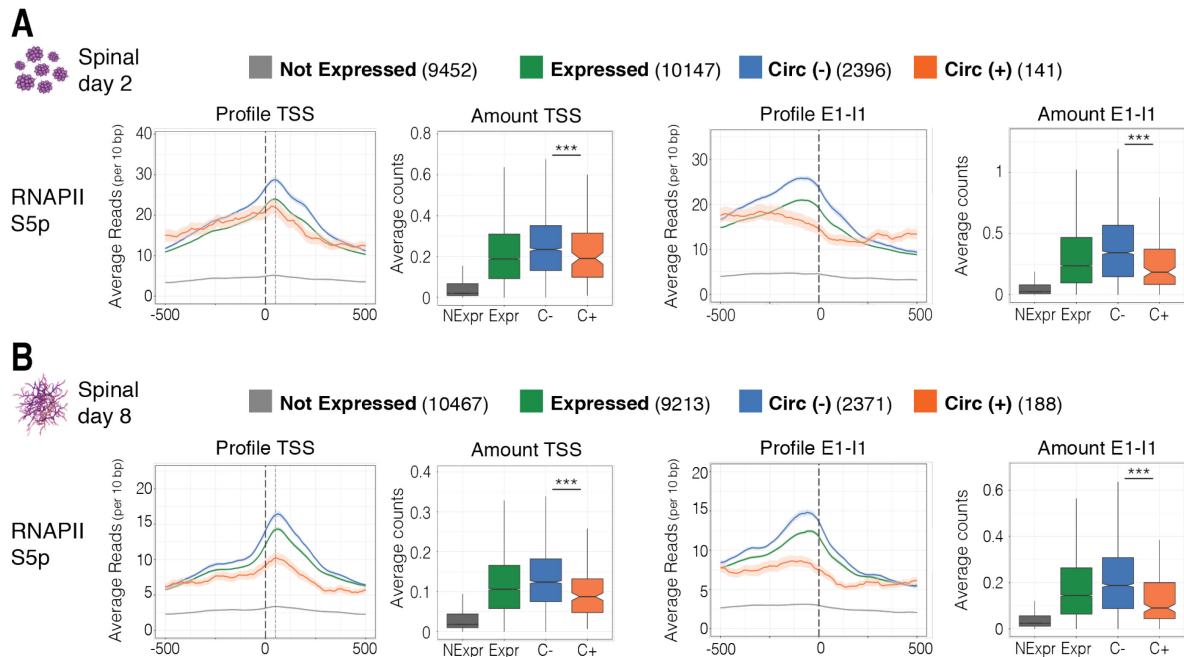 A
Spinal
day 2
Not Expressed (9452)
Expressed (10147)
Circ (-) (2396)
Circ (+) (141)
RNAPII
S5p
Profile TSS
Average Reads (per 10 bp)
40
30
20
10
0
-500
0
500
Amount TSS
Average counts
0.8
0.6
0.4
0.2
0
***
NExpr Expr C- C+
Profile E1-I1
Average Reads (per 10 bp)
30
20
10
0
-500
0
500
Amount E1-I1
Average counts
1
0.5
0
***
NExpr Expr C- C+
B
Spinal
day 8
Not Expressed (10467)
Expressed (9213)
Circ (-) (2371)
Circ (+) (188)
RNAPII
S5p
Profile TSS
Average Reads (per 10 bp)
20
15
10
5
0
-500
0
500
Amount TSS
Average counts
0.4
0.3
0.2
0.1
0
***
NExpr Expr C- C+
Profile E1-I1
Average Reads (per 10 bp)
20
15
10
5
0
-500
0
500
Amount E1-I1
Average counts
0.6
0.4
0.2
0
***
NExpr Expr C- C+